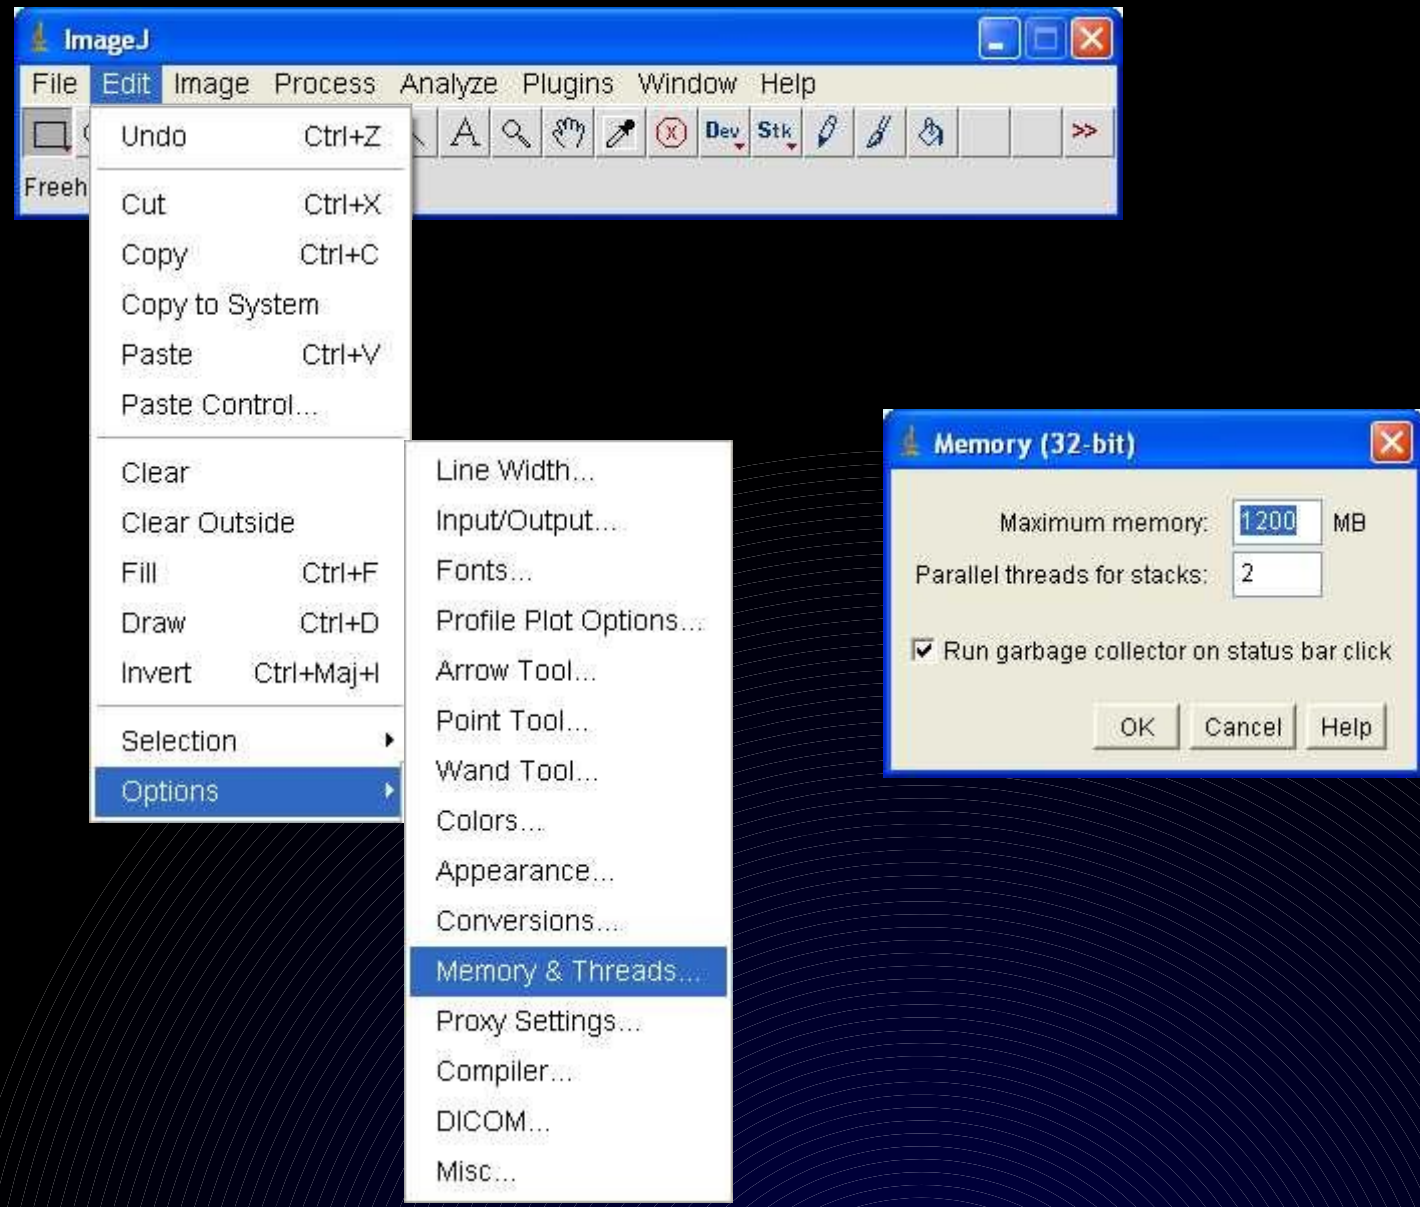 ImageJ
File Edit Image Process Analyze Plugins Window Help
A Dev Stk >>
Freeh
Undo Ctrl+Z
Cut Ctrl+X
Copy Ctrl+C
Copy to System
Paste Ctrl+V
Paste Control...
Clear
Clear Outside
Fill Ctrl+F
Draw Ctrl+D
Invert Ctrl+Maj+I
Selection
Options
Line Width...
Input/Output...
Fonts...
Profile Plot Options...
Arrow Tool...
Point Tool...
Wand Tool...
Colors...
Appearance...
Conversions...
Memory & Threads...
Proxy Settings...
Compiler...
DICOM...
Misc...
Memory (32-bit)
Maximum memory: 1200 MB
Parallel threads for stacks: 2
Run garbage collector on status bar click
OK Cancel Help